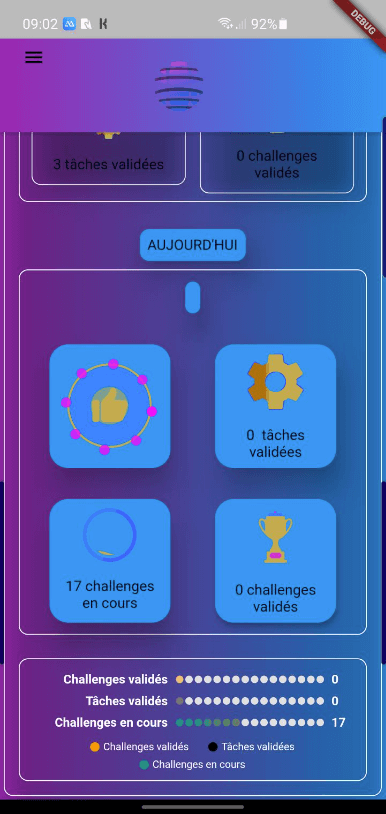 09:02
92%
DEBUG
3 tâches validées
0 challenges
validés
AUJOURD'HUI
0 tâches
validées
17 challenges
en cours
0 challenges
validés
Challenges validés 0
Tâches validés 0
Challenges en cours 17
Challenges validés Tâches validées
Challenges en cours